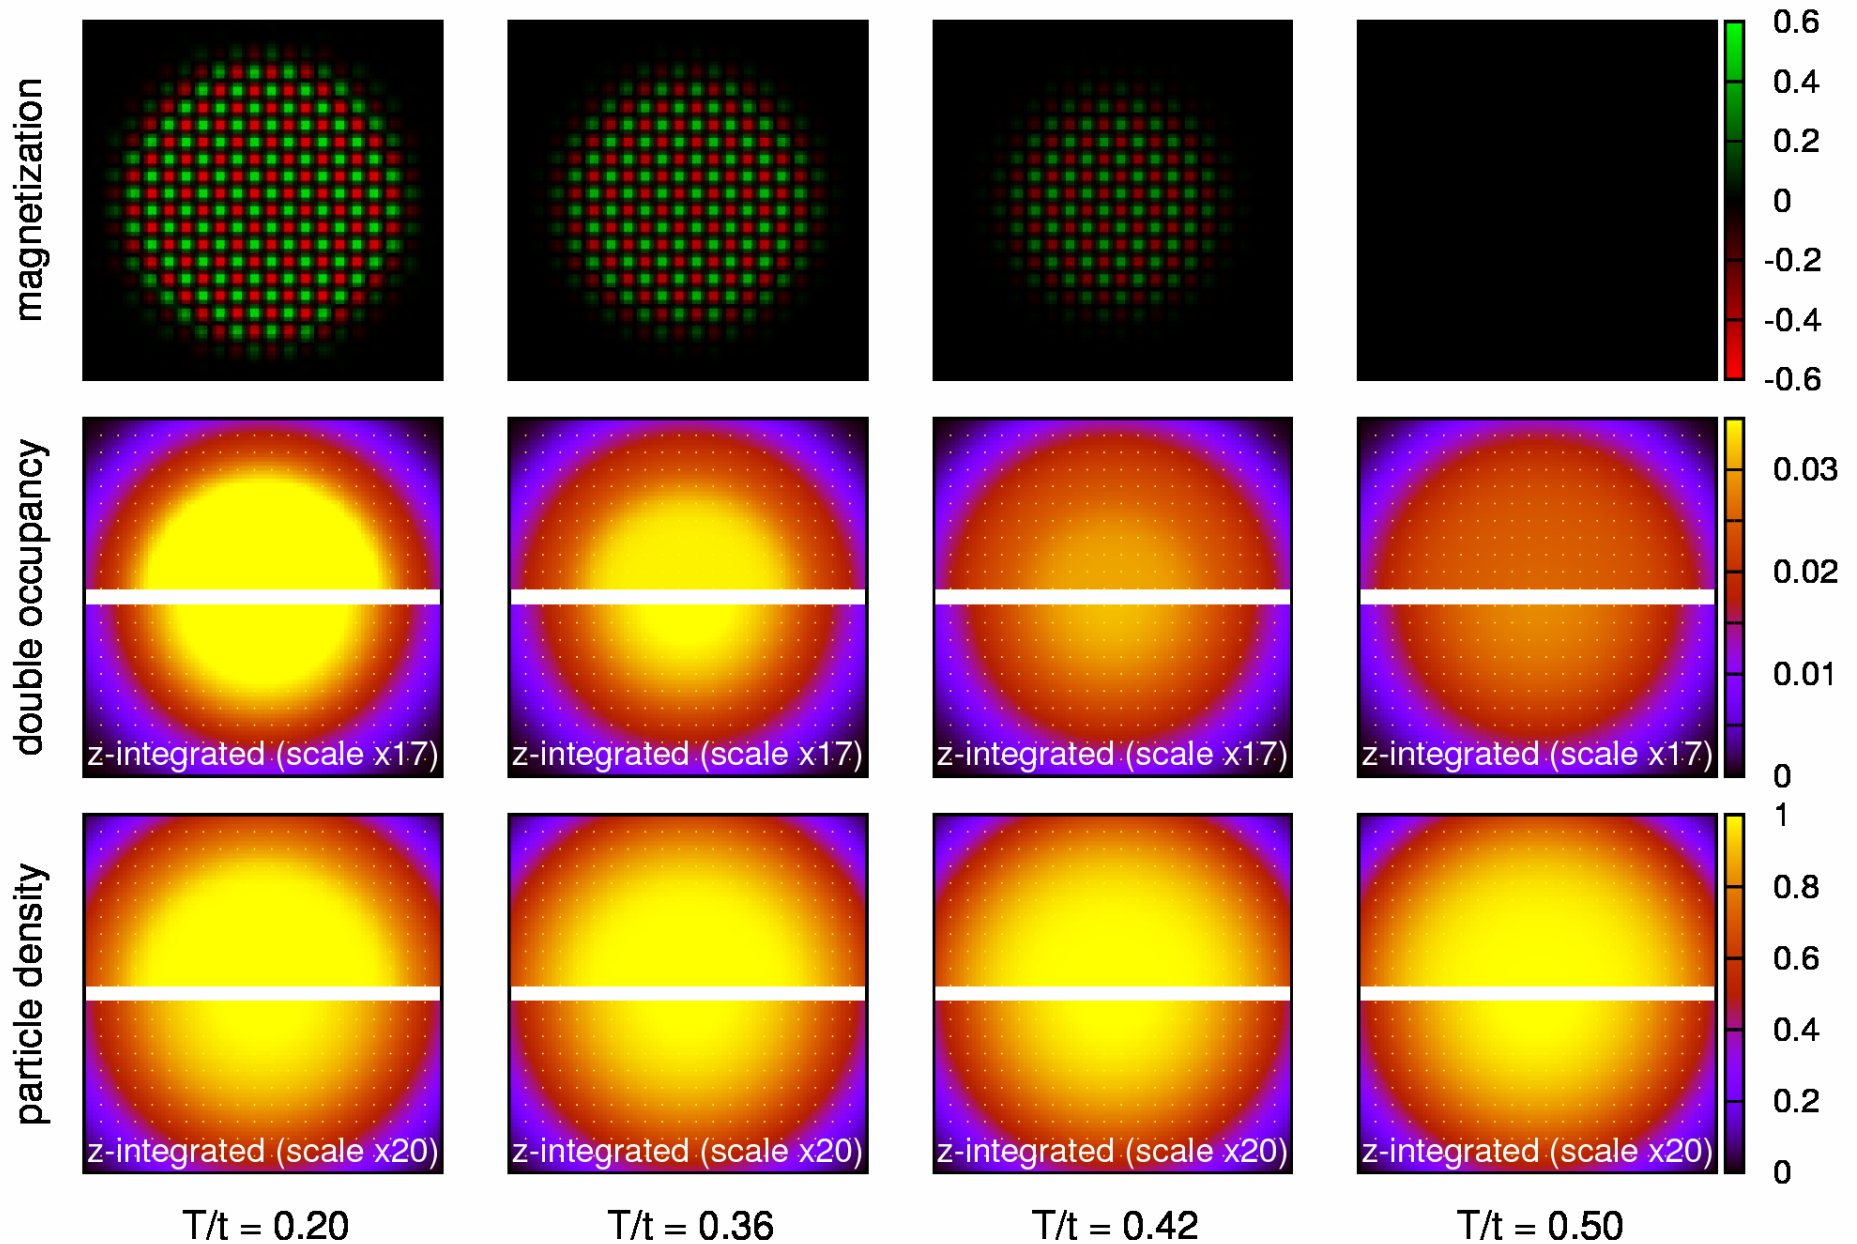 magnetization
0.6
0.4
0.2
0
-0.2
-0.4
-0.6
double occupancy
z-integrated (scale x17)
z-integrated (scale x17)
z-integrated (scale x17)
z-integrated (scale x17)
0.03
0.02
0.01
0
particle density
z-integrated (scale x20)
z-integrated (scale x20)
z-integrated (scale x20)
z-integrated (scale x20)
1
0.8
0.6
0.4
0.2
0
T/t = 0.20
T/t = 0.36
T/t = 0.42
T/t = 0.50